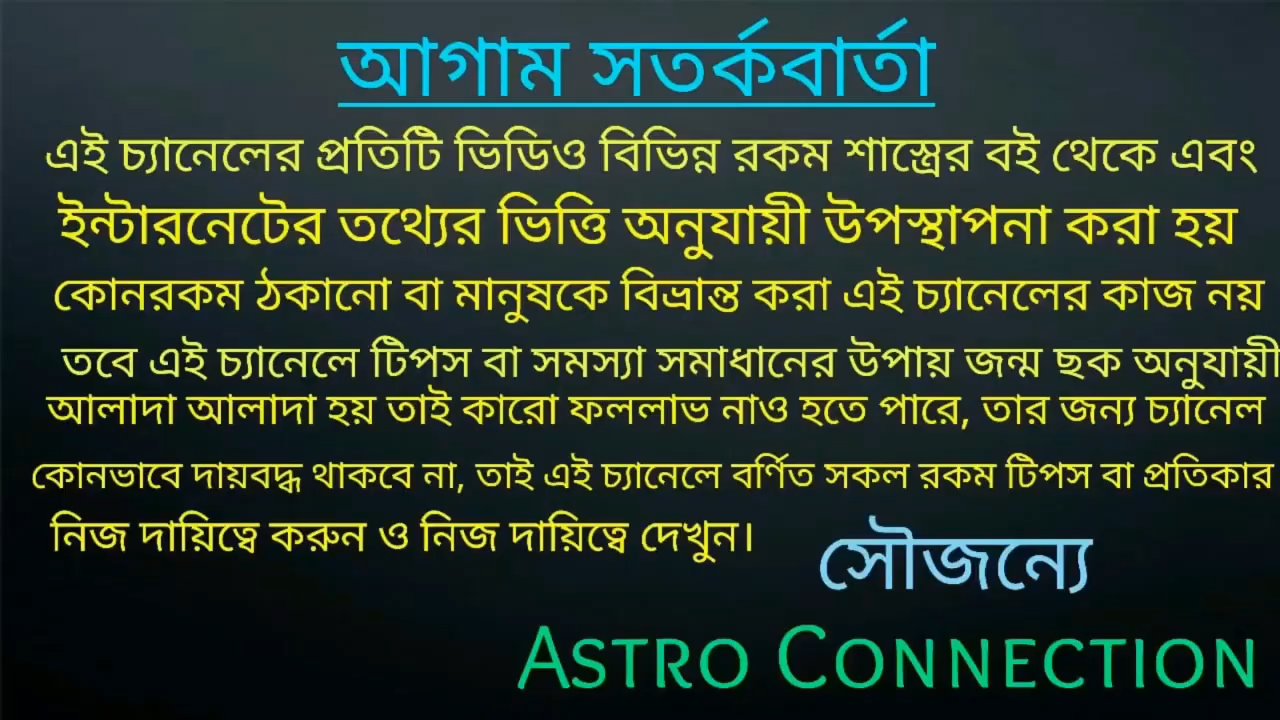 আগাম সতর্কবার্তা
এই চ্যানেলের প্রতিটি ভিডিও বিভিন্ন রকম শাস্ত্রের বই থেকে এবং
ইন্টারনেটের তথ্যের ভিত্তি অনুযায়ী উপস্থাপনা করা হয়
কোনরকম ঠকানো বা মানুষকে বিভ্রান্ত করা এই চ্যানেলের কাজ নয়
তবে এই চ্যানেলে টিপস বা সমস্যা সমাধানের উপায় জন্ম ছক অনুযায়ী
আলাদা আলাদা হয় তাই কারো ফললাভ নাও হতে পারে, তার জন্য চ্যানেল
কোনভাবে দায়বদ্ধ থাকবে না, তাই এই চ্যানেলে বর্ণিত সকল রকম টিপস বা প্রতিকার
নিজ দায়িত্বে করুন ও নিজ দায়িত্বে দেখুন।
সৌজন্যে
ASTRO CONNECTION